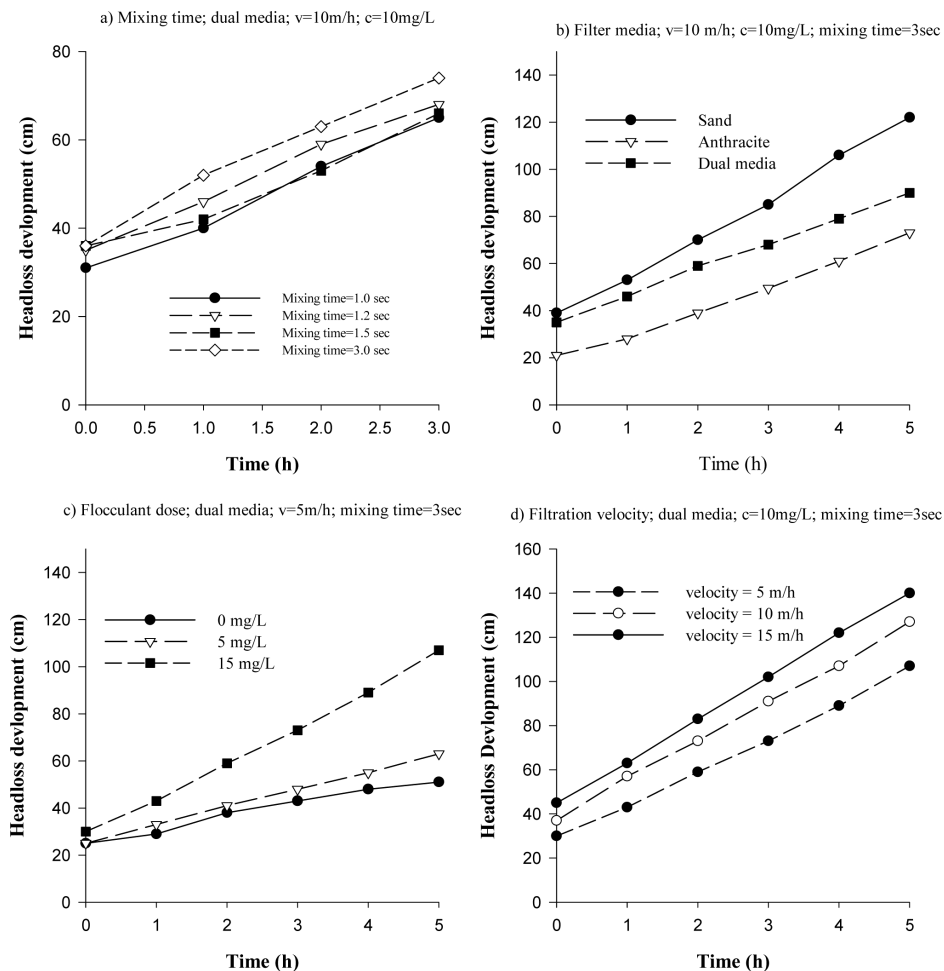 a) Mixing time; dual media; v=10m/h; c=10mg/L
80
60
40
20
0
Headloss devlopment (cm)
Mixing time=1.0 sec
Mixing time=1.2 sec
Mixing time=1.5 sec
Mixing time=3.0 sec
0.0 0.5 1.0 1.5 2.0 2.5 3.0
Time (h)
b) Filter media; v=10 m/h; c=10mg/L; mixing time=3sec
140
120
100
80
60
40
20
0
Headloss devlopment (cm)
Sand
Anthracite
Dual media
0 1 2 3 4 5
Time (h)
c) Flocculant dose; dual media; v=5m/h; mixing time=3sec
140
120
100
80
60
40
20
0
Headloss devlopment (cm)
0 mg/L
5 mg/L
15 mg/L
0 1 2 3 4 5
Time (h)
d) Filtration velocity; dual media; c=10mg/L; mixing time=3sec
160
140
120
100
80
60
40
20
0
Headloss Devlopment (cm)
velocity = 5 m/h
velocity = 10 m/h
velocity = 15 m/h
0 1 2 3 4 5
Time (h)